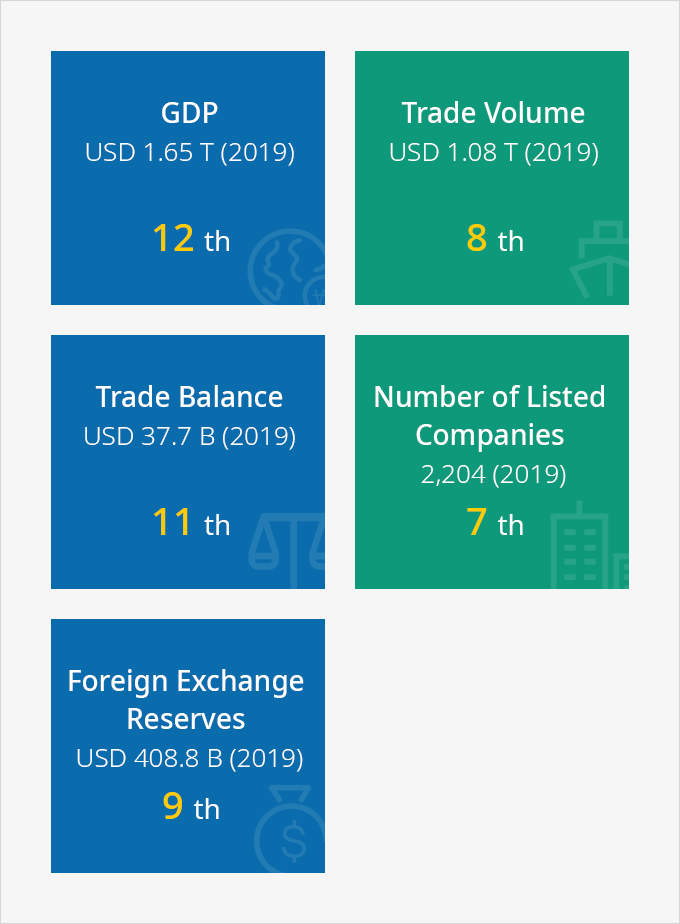 GDP
USD 1.65 T (2019)
12 th
Trade Volume
USD 1.08 T (2019)
8 th
Trade Balance
USD 37.7 B (2019)
11 th
Number of Listed
Companies
2,204 (2019)
7 th
Foreign Exchange
Reserves
USD 408.8 B (2019)
9 th
$